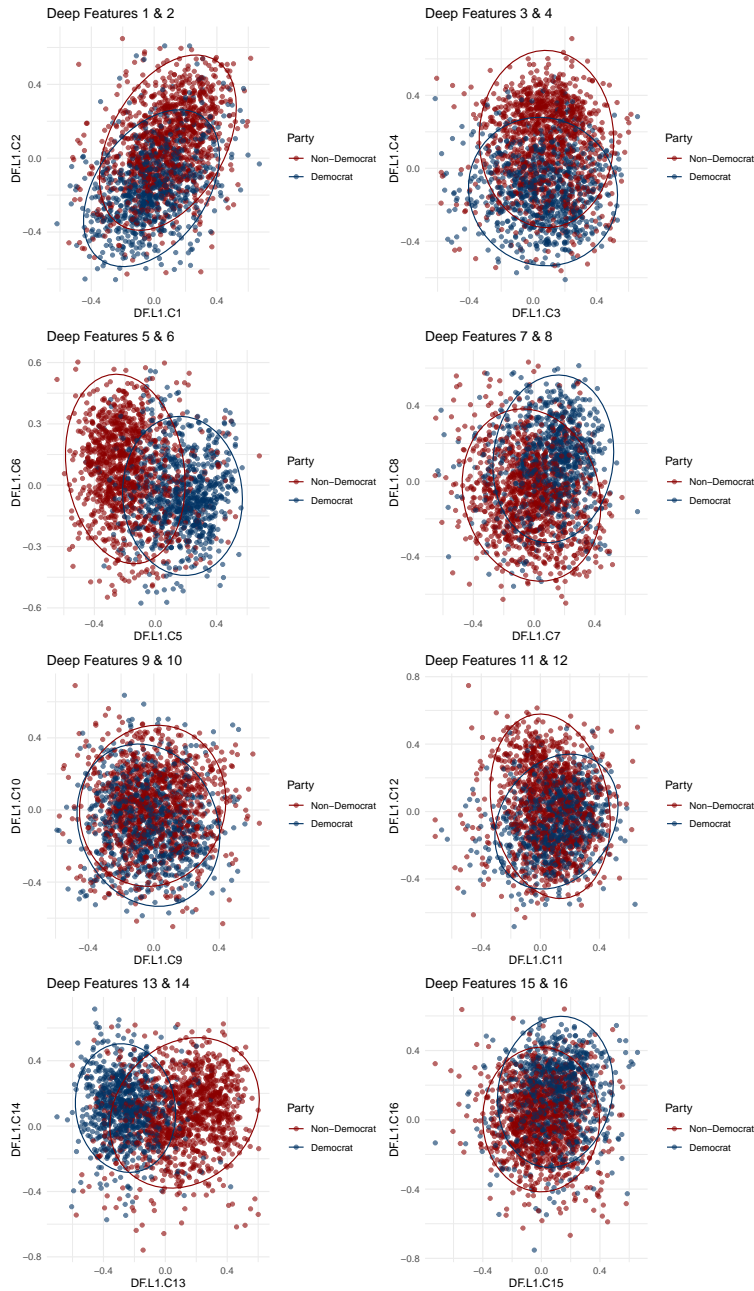 Deep Features 1 & 2
DF.L1.C2
0.4
0.0
−0.4
−0.4
0.0
0.4
DF.L1.C1
Party
Non−Democrat
Democrat
Deep Features 3 & 4
DF.L1.C4
0.4
0.0
−0.4
−0.4
0.0
0.4
DF.L1.C3
Party
Non−Democrat
Democrat
Deep Features 5 & 6
DF.L1.C6
0.6
0.3
0.0
−0.3
−0.6
−0.4
0.0
0.4
DF.L1.C5
Party
Non−Democrat
Democrat
Deep Features 7 & 8
DF.L1.C8
0.4
0.0
−0.4
−0.4
0.0
0.4
DF.L1.C7
Party
Non−Democrat
Democrat
Deep Features 9 & 10
DF.L1.C10
0.4
0.0
−0.4
−0.4
0.0
0.4
DF.L1.C9
Party
Non−Democrat
Democrat
Deep Features 11 & 12
DF.L1.C12
0.8
0.4
0.0
−0.4
−0.4
0.0
0.4
DF.L1.C11
Party
Non−Democrat
Democrat
Deep Features 13 & 14
DF.L1.C14
0.4
0.0
−0.4
−0.8
−0.4
0.0
0.4
DF.L1.C13
Party
Non−Democrat
Democrat
Deep Features 15 & 16
DF.L1.C16
0.4
0.0
−0.4
−0.8
−0.4
0.0
0.4
DF.L1.C15
Party
Non−Democrat
Democrat